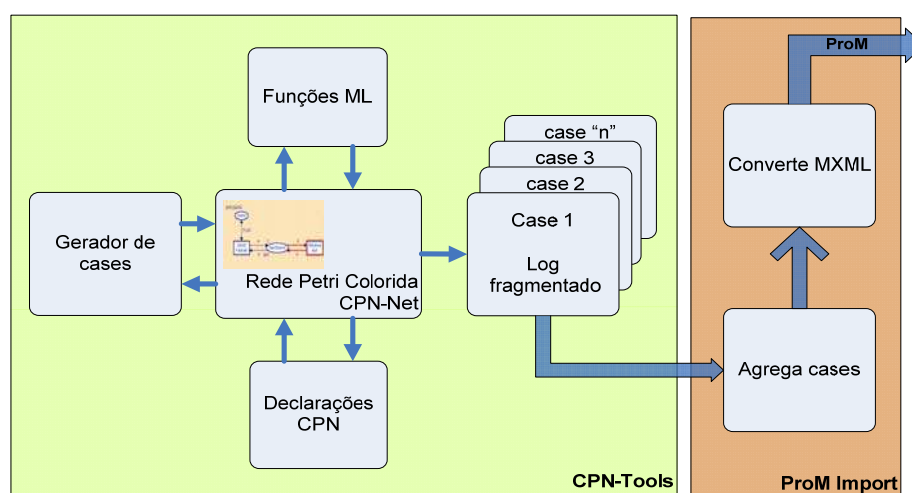 Funções ML
Gerador de
cases
Rede Petri Colorida
CPN-Net
Declarações
CPN
case “n”
case 3
case 2
Case 1
Log
fragmentado
CPN-Tools
ProM
Converte MXML
Agrega cases
ProM Import